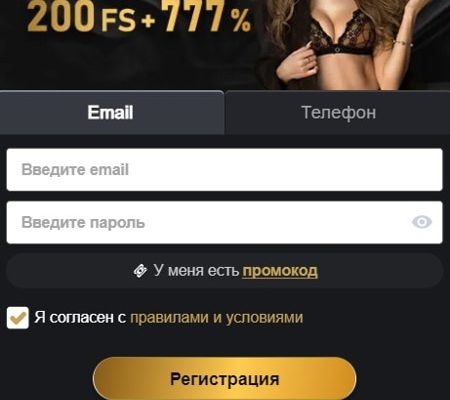 200 FS + 777 %
Email
Телефон
Введите email
Введите пароль
У меня есть промокод
Я согласен с правилами и условиями
Регистрация